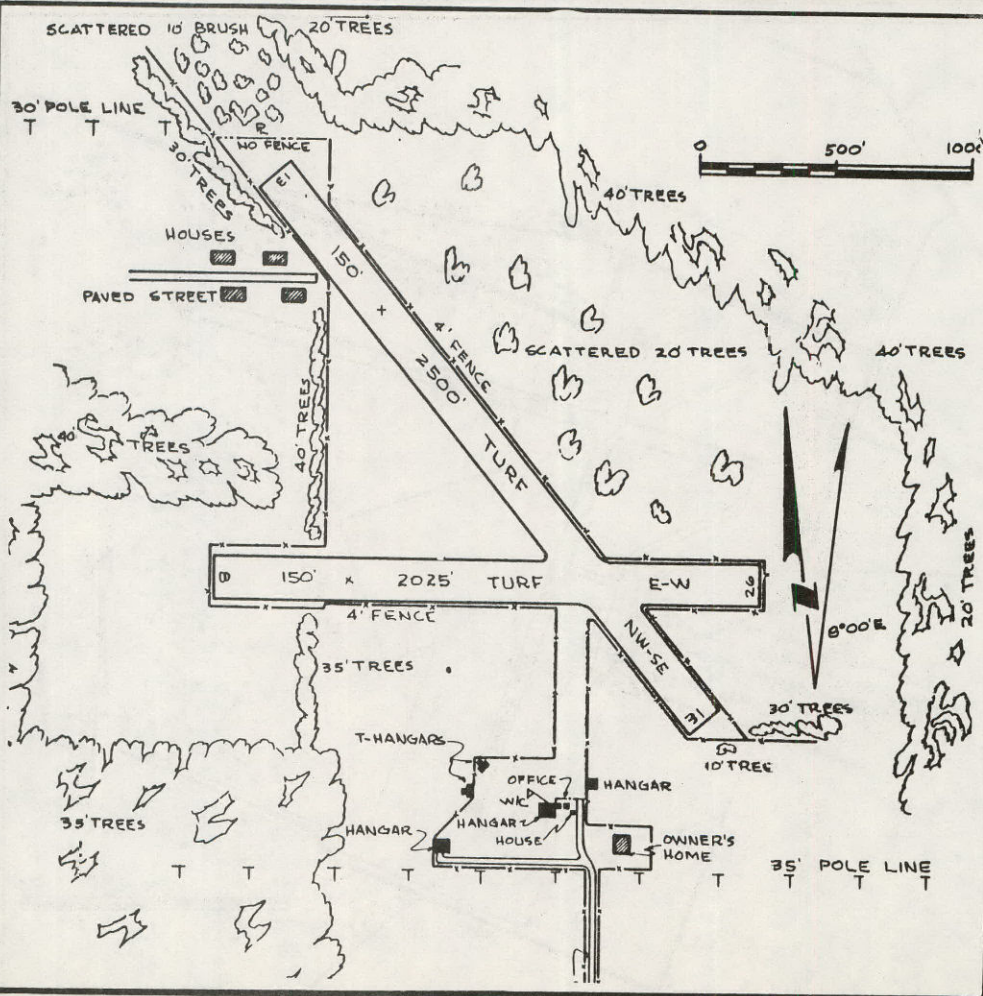 SCATTERED 10' BRUSH
20' TREES
30' POLE LINE
T T T
R
NO FENCE
30' TREES
13
0 500' 1000'
40' TREES
HOUSES
150'
PAVED STREET
+
4' FENCE
SCATTERED 20' TREES
40' TREES
2500'
40' TREES
40' TREES
TURF
20' TREES
8 150' x 2025' TURF E-W 26
4' FENCE
8°00'E
NW-SE
35' TREES
31
30' TREES
10' TREE
T-HANGARS
OFFICE
HANGAR
W/C
HANGAR
HOUSE
35' TREES
HANGAR
OWNER'S
HOME
35' POLE LINE
T T T T T T T T T T T